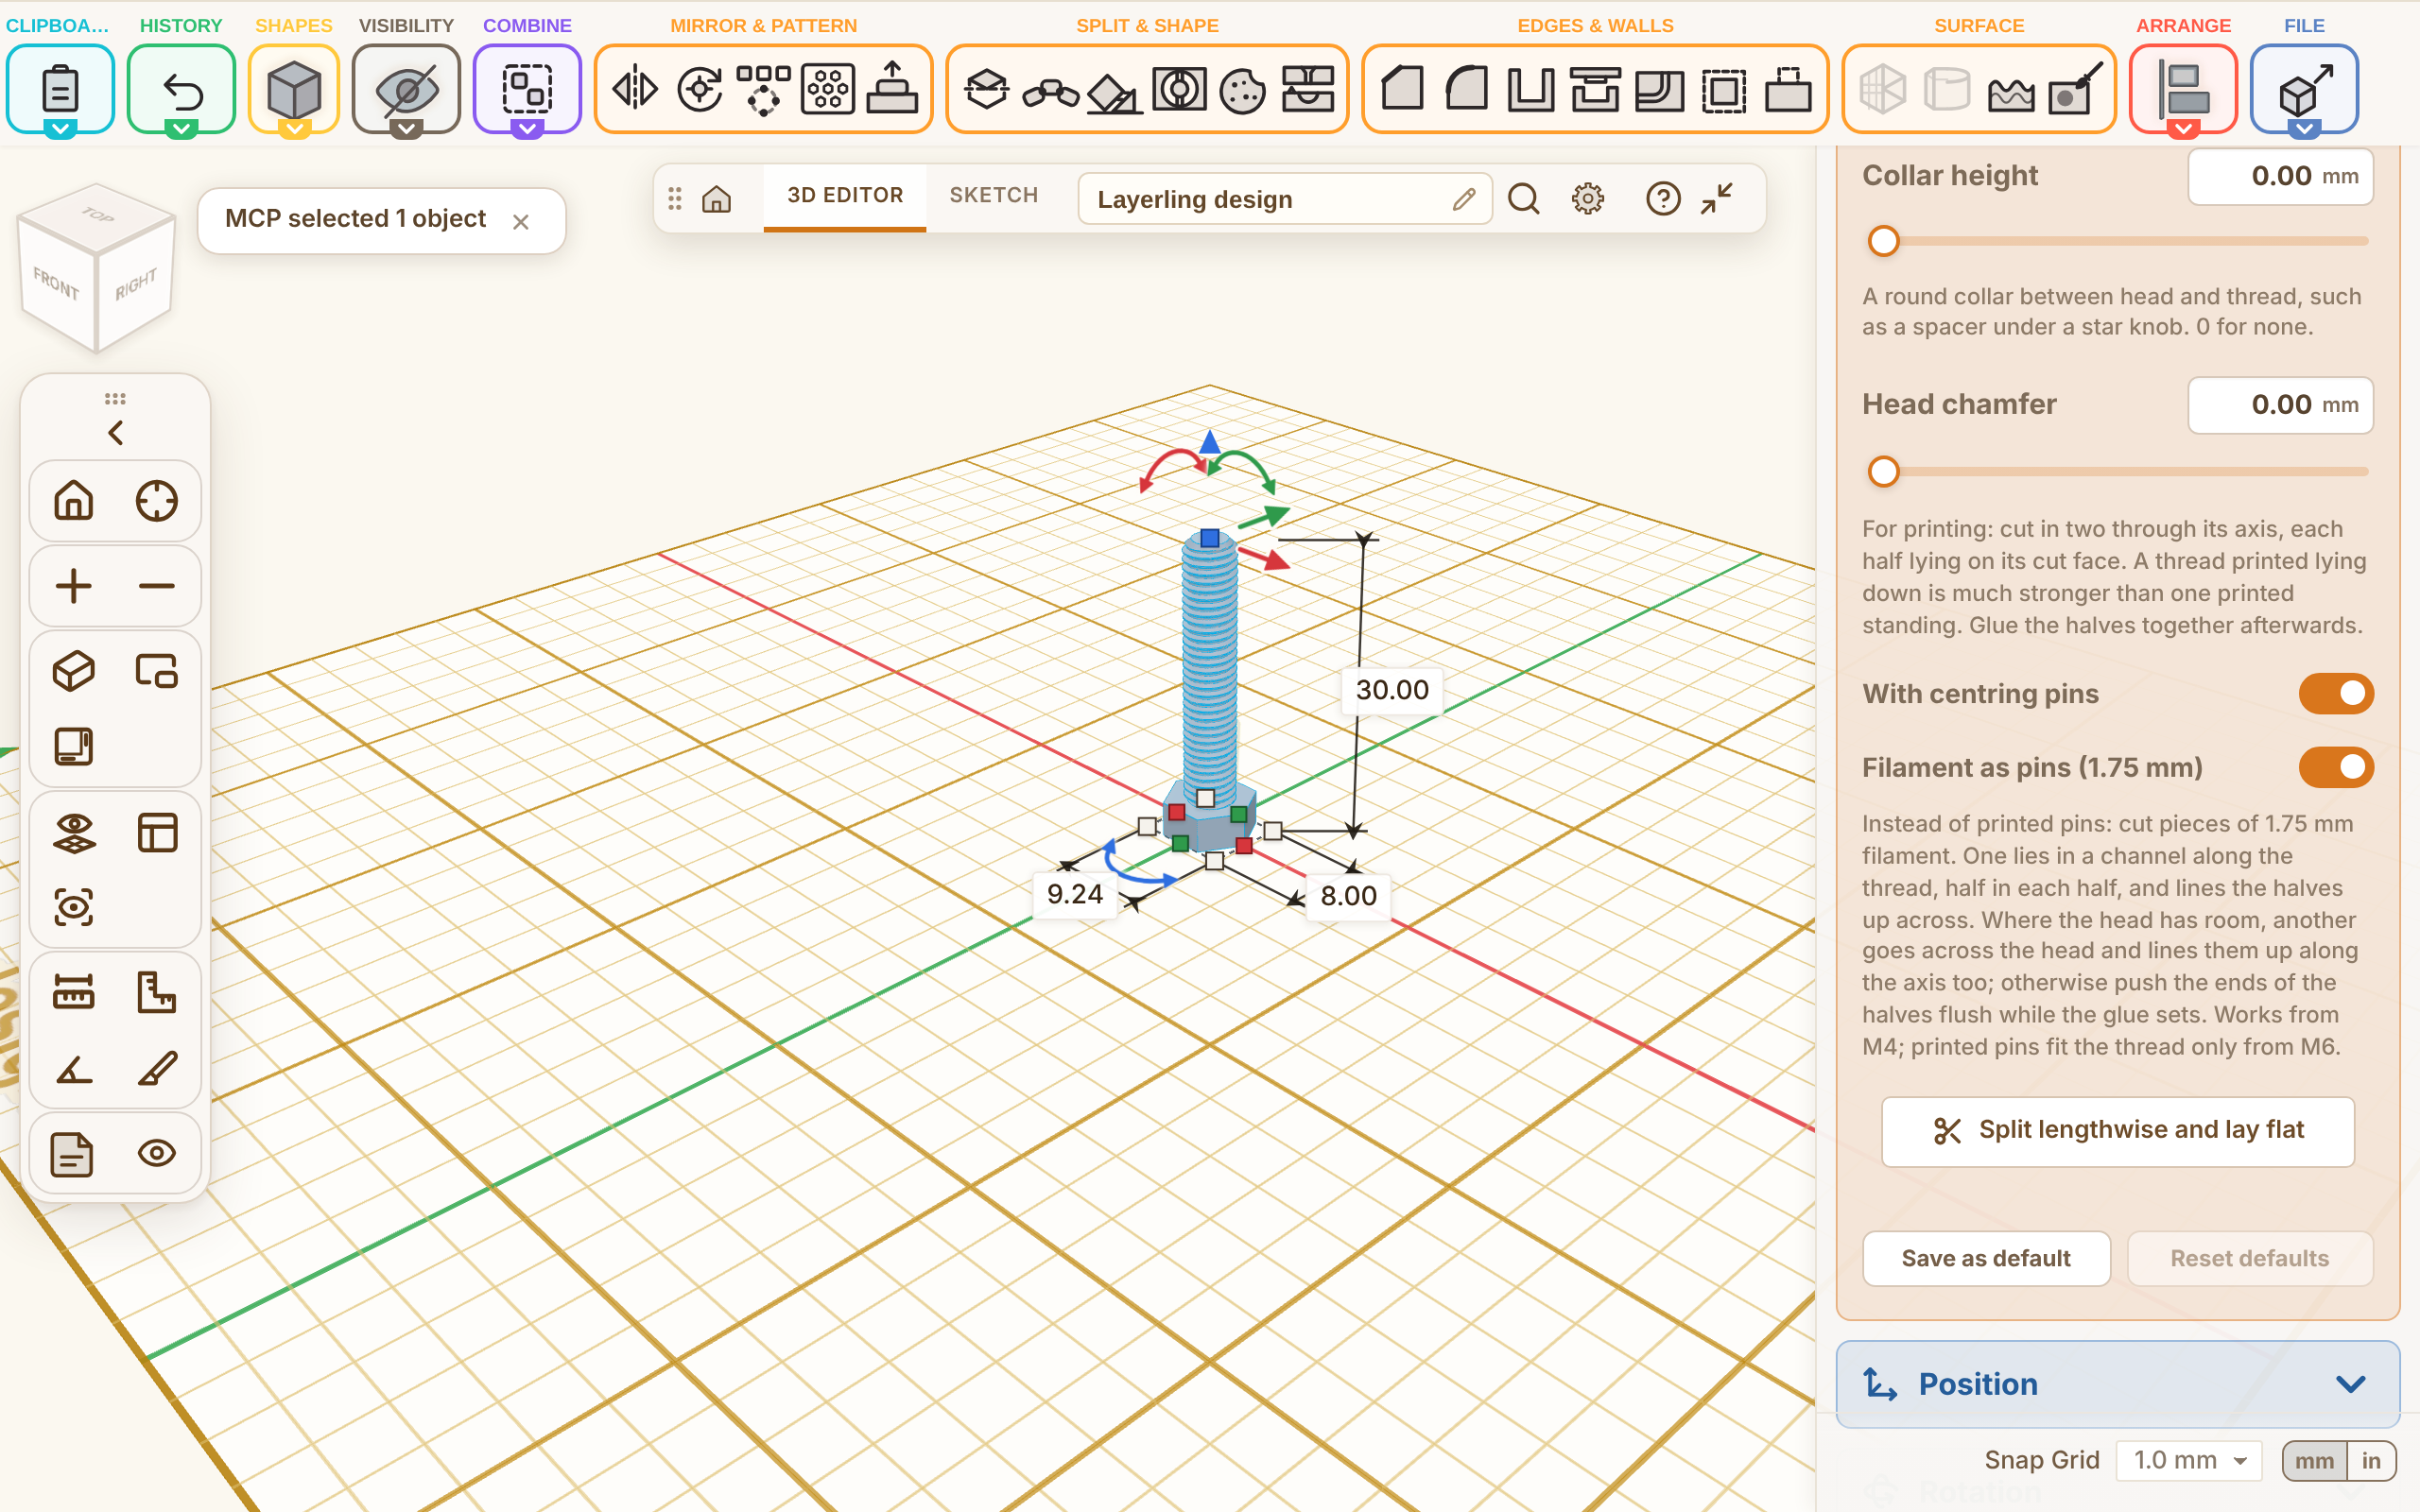 CLIPBOA...
HISTORY
SHAPES
VISIBILITY
COMBINE
MIRROR & PATTERN
SPLIT & SHAPE
EDGES & WALLS
SURFACE
ARRANGE
FILE
TOP
FRONT
RIGHT
MCP selected 1 object
3D EDITOR
SKETCH
Layerling design
30.00
9.24
8.00
Collar height
0.00 mm
A round collar between head and thread, such
as a spacer under a star knob. 0 for none.
Head chamfer
0.00 mm
For printing: cut in two through its axis, each
half lying on its cut face. A thread printed lying
down is much stronger than one printed
standing. Glue the halves together afterwards.
With centring pins
Filament as pins (1.75 mm)
Instead of printed pins: cut pieces of 1.75 mm
filament. One lies in a channel along the
thread, half in each half, and lines the halves
up across. Where the head has room, another
goes across the head and lines them up along
the axis too; otherwise push the ends of the
halves flush while the glue sets. Works from
M4; printed pins fit the thread only from M6.
Split lengthwise and lay flat
Save as default
Reset defaults
Position
Snap Grid
1.0 mm
mm
in
Rotation